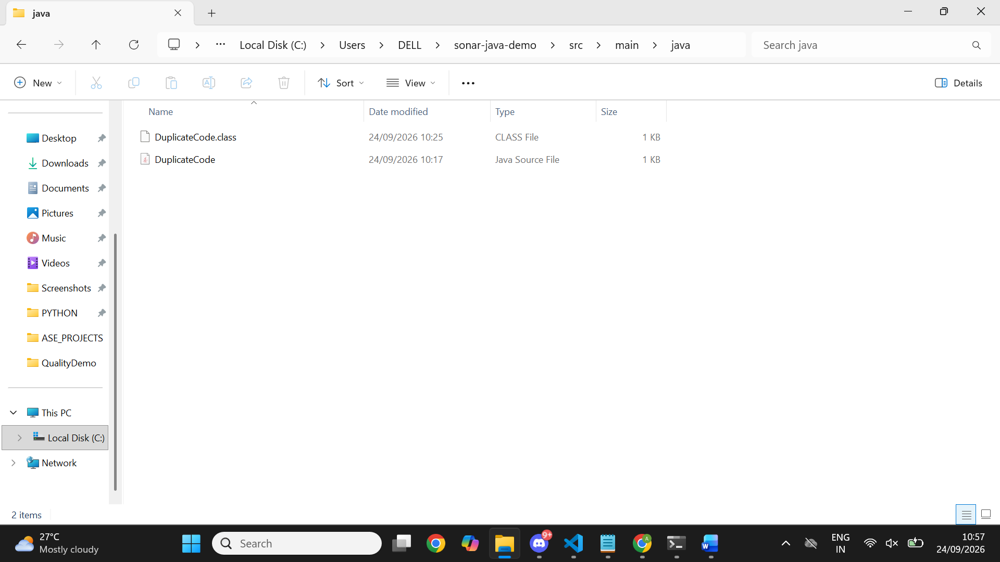 java
Local Disk (C:) Users DELL sonar-java-demo src main java
Search java
New Sort View Details
Name Date modified Type Size
DuplicateCode.class 24/09/2026 10:25 CLASS File 1 KB
DuplicateCode 24/09/2026 10:17 Java Source File 1 KB
Desktop
Downloads
Documents
Pictures
Music
Videos
Screenshots
PYTHON
ASE_PROJECTS
QualityDemo
This PC
Local Disk (C:)
Network
2 items
27°C
Mostly cloudy
Search
9+
A
W
ENG
IN
10:57
24/09/2026